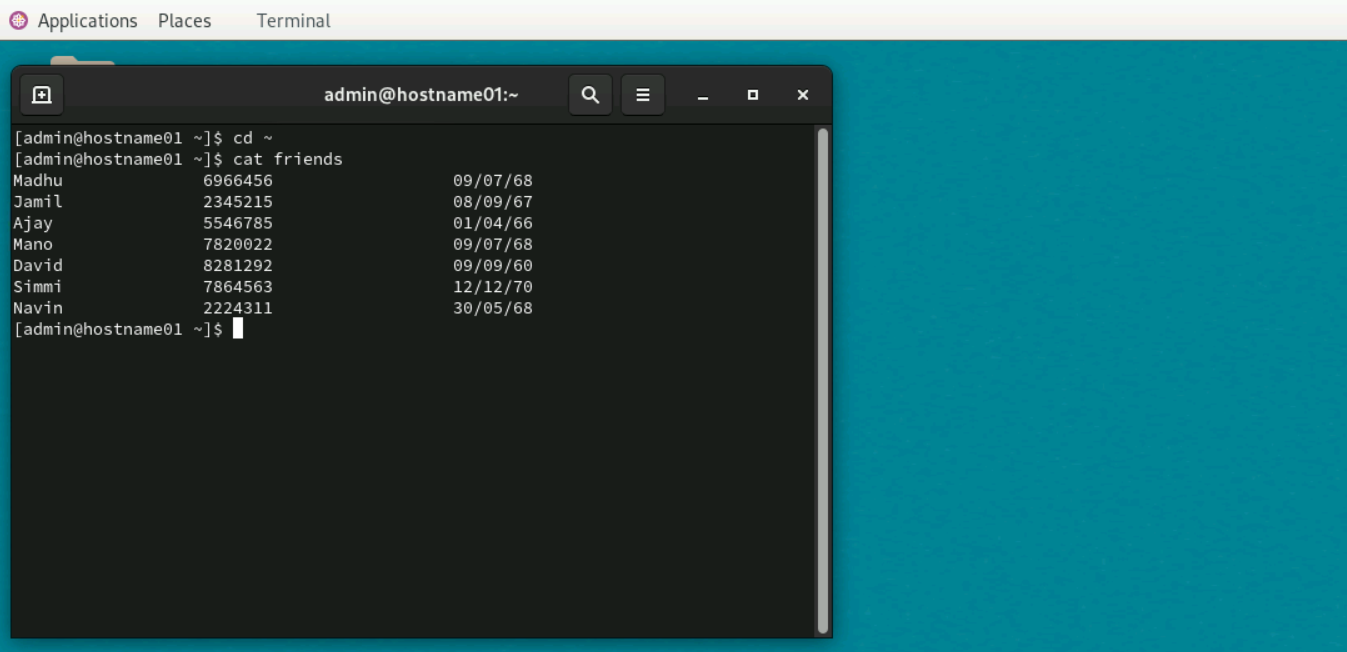 Applications Places Terminal
admin@hostname01:~
[admin@hostname01 ~]$ cd ~
[admin@hostname01 ~]$ cat friends
Madhu 6966456 09/07/68
Jamil 2345215 08/09/67
Ajay 5546785 01/04/66
Mano 7820022 09/07/68
David 8281292 09/09/60
Simmi 7864563 12/12/70
Navin 2224311 30/05/68
[admin@hostname01 ~]$